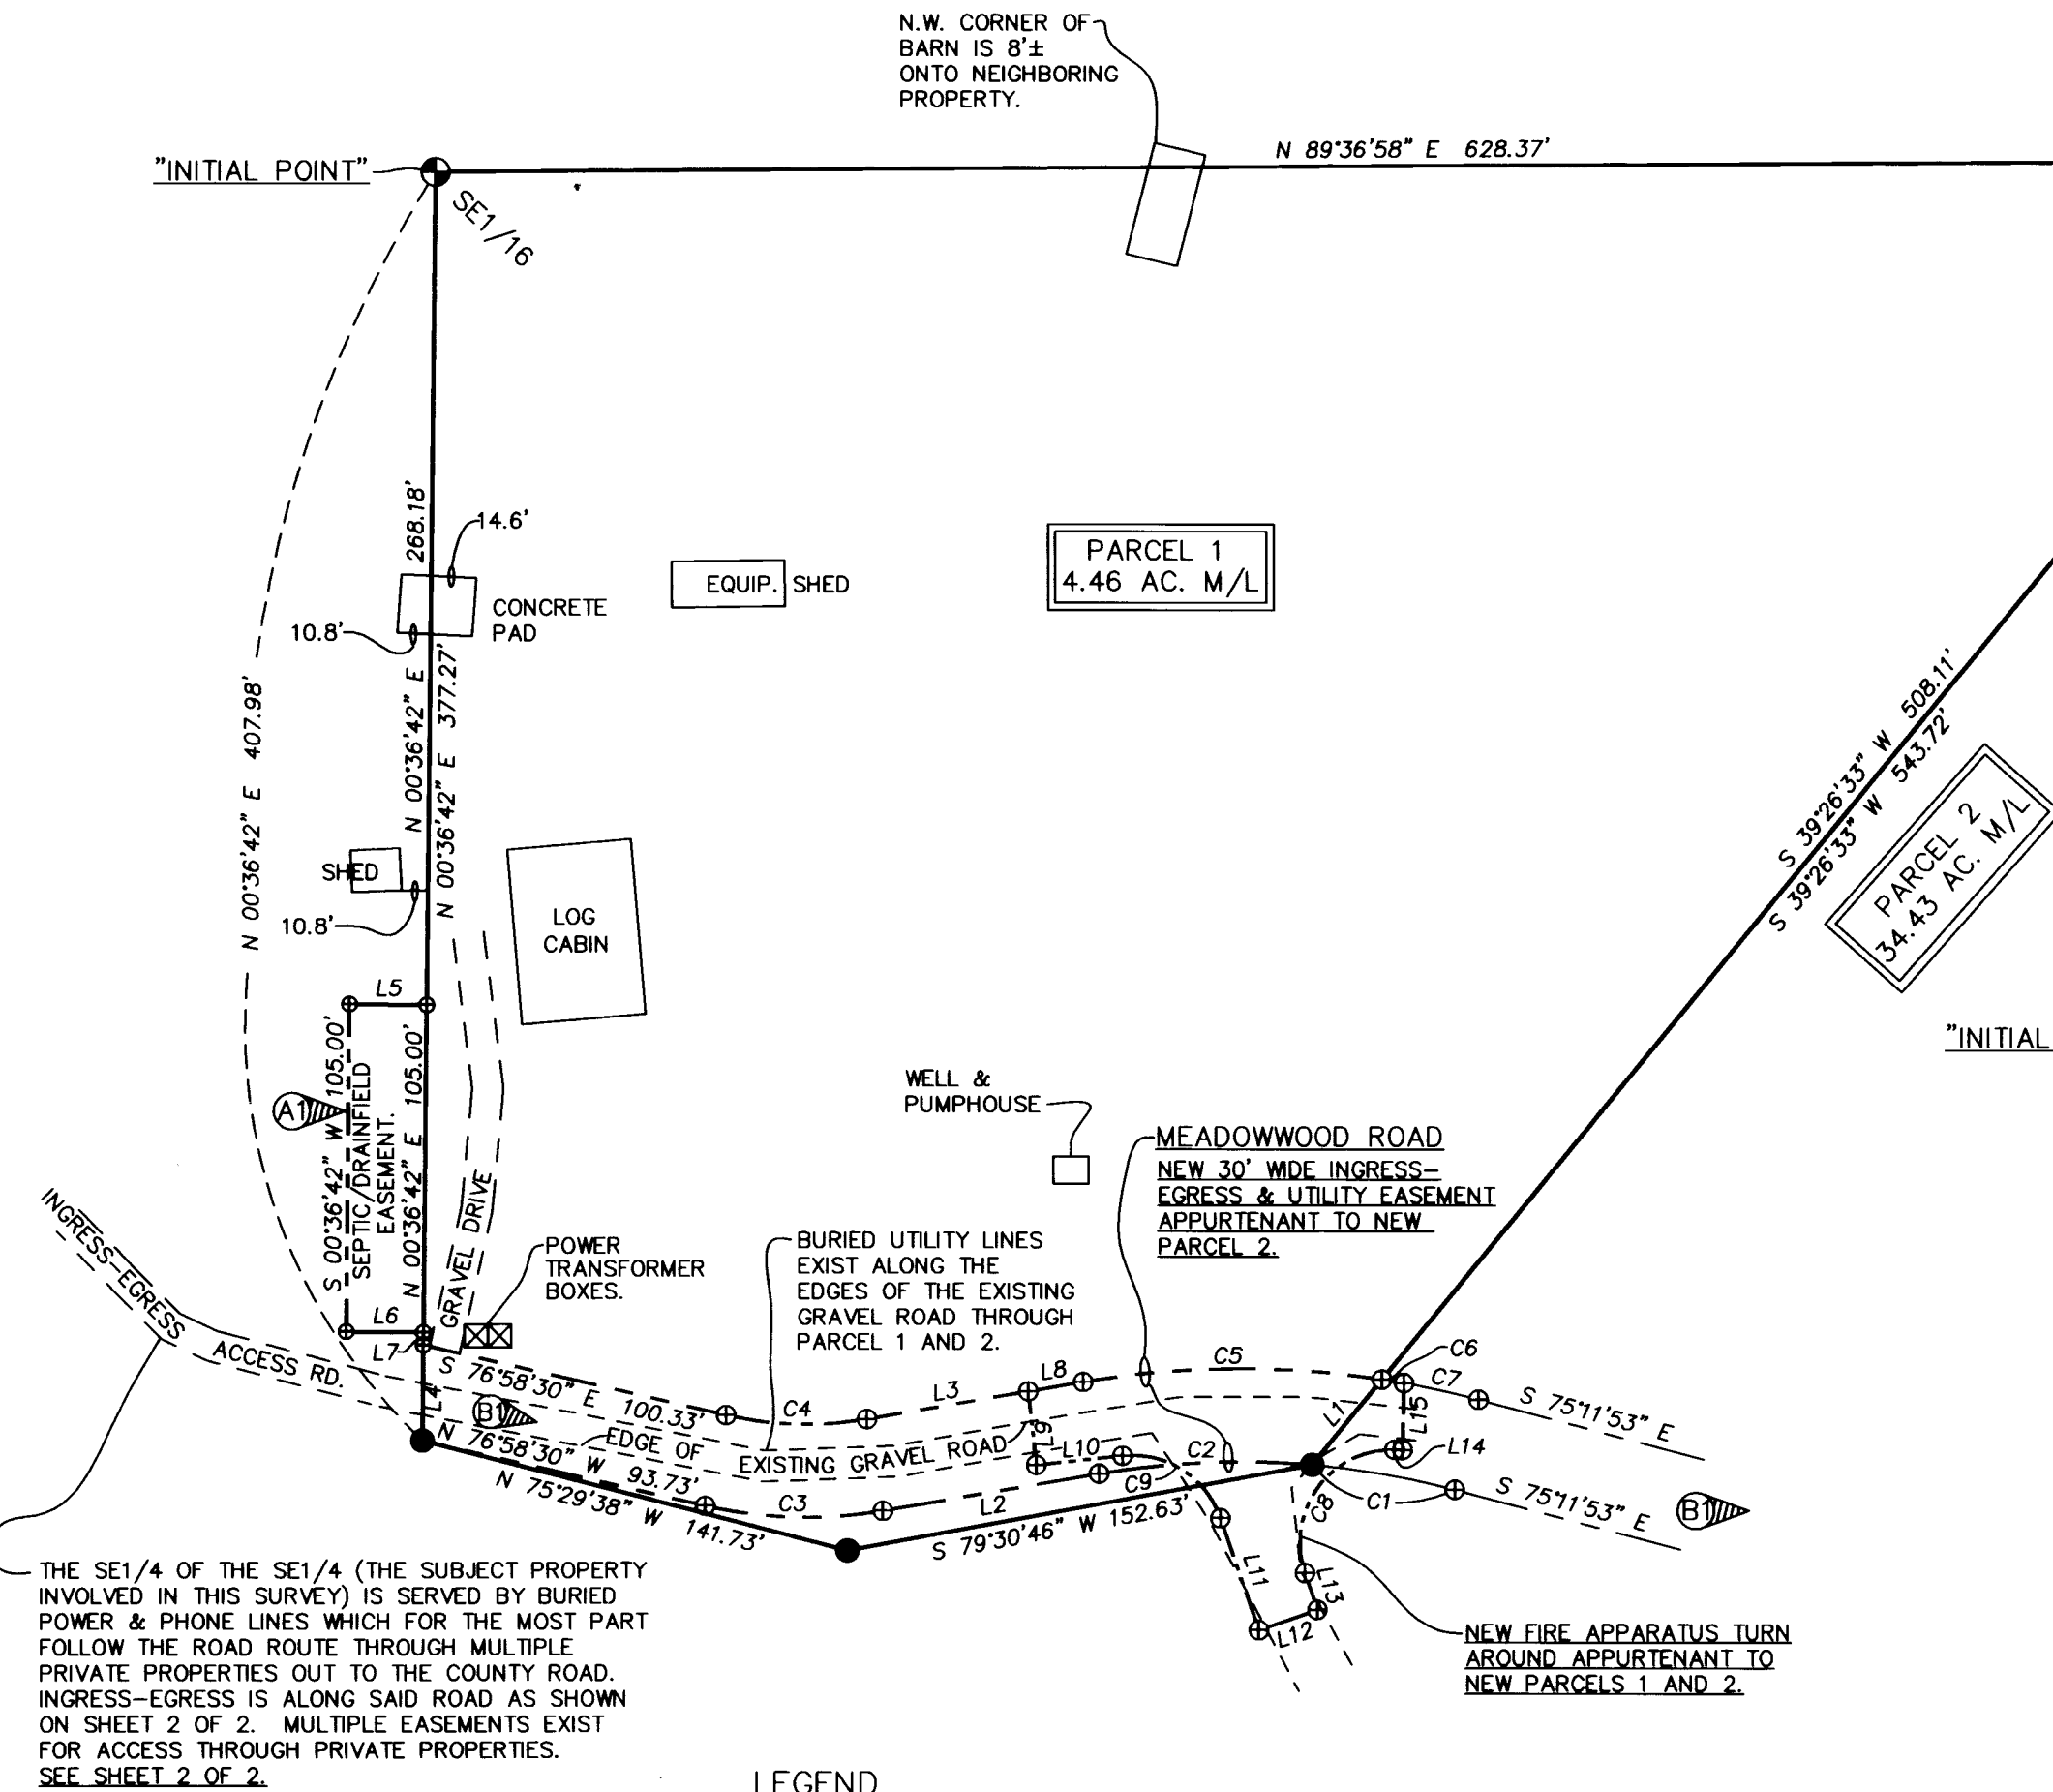 N.W. CORNER OF
BARN IS 8'±
ONTO NEIGHBORING
PROPERTY.
"INITIAL POINT"
N 89°36'58" E 628.37'
SE1/16
268.18'
14.6'
CONCRETE
PAD
10.8'
EQUIP. SHED
PARCEL 1
4.46 AC. M/L
N 00°36'42" E 407.98'
N 00°36'42" E
N 00°36'42" E 377.27'
S 39°26'33" W 508.11'
S 39°26'33" W 543.72'
PARCEL 2
34.43 AC. M/L
SHED
10.8'
LOG
CABIN
L5
"INITIAL
A1
S 00°36'42" W 105.00'
SEPTIC/DRAINFIELD
EASEMENT.
N 00°36'42" E 105.00'
GRAVEL DRIVE
WELL &
PUMPHOUSE
MEADOWWOOD ROAD
NEW 30' WIDE INGRESS-
EGRESS & UTILITY EASEMENT
APPURTENANT TO NEW
PARCEL 2.
INGRESS-EGRESS
ACCESS RD.
POWER
TRANSFORMER
BOXES.
BURIED UTILITY LINES
EXIST ALONG THE
EDGES OF THE EXISTING
GRAVEL ROAD THROUGH
PARCEL 1 AND 2.
L6
L7
L4
S 76°58'30" E 100.33'
B1
C4
L3
L8
C5
C6
C7
S 75°11'53" E
L1
L15
L14
N 76°58'30" W 93.73'
EDGE OF
EXISTING GRAVEL ROAD
L9
L10
C2
C9
C3
L2
C8
C1
S 75°11'53" E
B1
N 75°29'38" W 141.73'
S 79°30'46" W 152.63'
L11
L13
L12
THE SE1/4 OF THE SE1/4 (THE SUBJECT PROPERTY
INVOLVED IN THIS SURVEY) IS SERVED BY BURIED
POWER & PHONE LINES WHICH FOR THE MOST PART
FOLLOW THE ROAD ROUTE THROUGH MULTIPLE
PRIVATE PROPERTIES OUT TO THE COUNTY ROAD.
INGRESS-EGRESS IS ALONG SAID ROAD AS SHOWN
ON SHEET 2 OF 2. MULTIPLE EASEMENTS EXIST
FOR ACCESS THROUGH PRIVATE PROPERTIES.
SEE SHEET 2 OF 2.
NEW FIRE APPARATUS TURN
AROUND APPURTENANT TO
NEW PARCELS 1 AND 2.
LEGEND